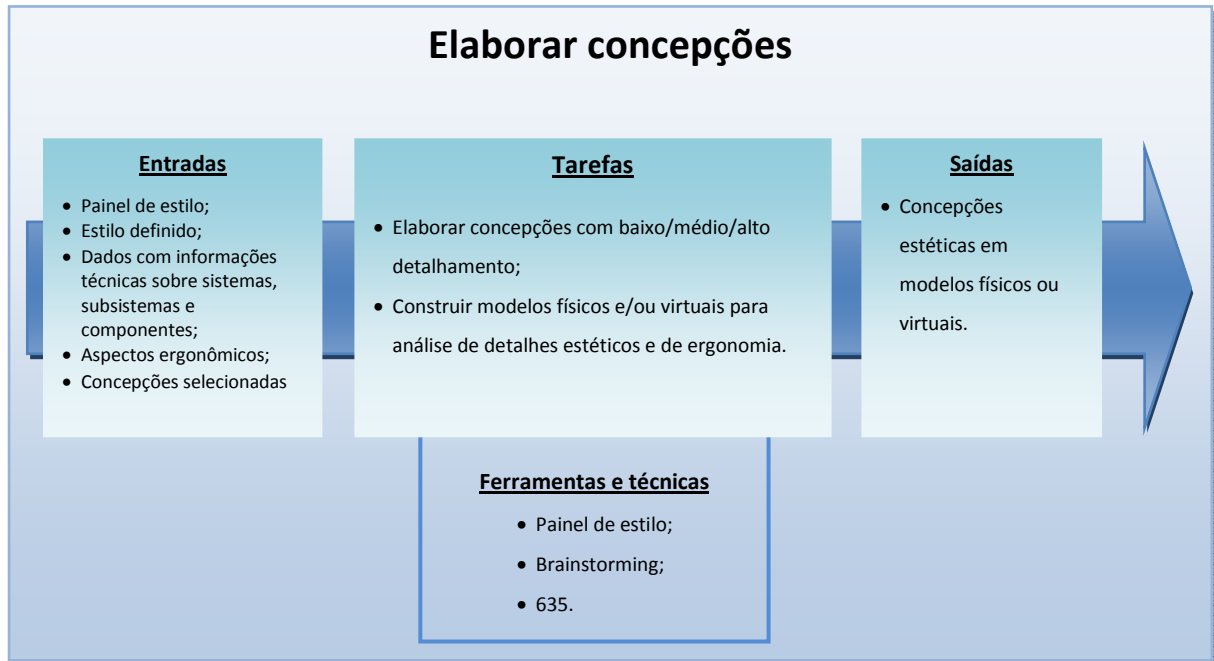 Elaborar concepções
Entradas
• Painel de estilo;
• Estilo definido;
• Dados com informações
técnicas sobre sistemas,
subsistemas e
componentes;
• Aspectos ergonômicos;
• Concepções selecionadas
Tarefas
• Elaborar concepções com baixo/médio/alto
detalhamento;
• Construir modelos físicos e/ou virtuais para
análise de detalhes estéticos e de ergonomia.
Saídas
• Concepções
estéticas em
modelos físicos ou
virtuais.
Ferramentas e técnicas
• Painel de estilo;
• Brainstorming;
• 635.